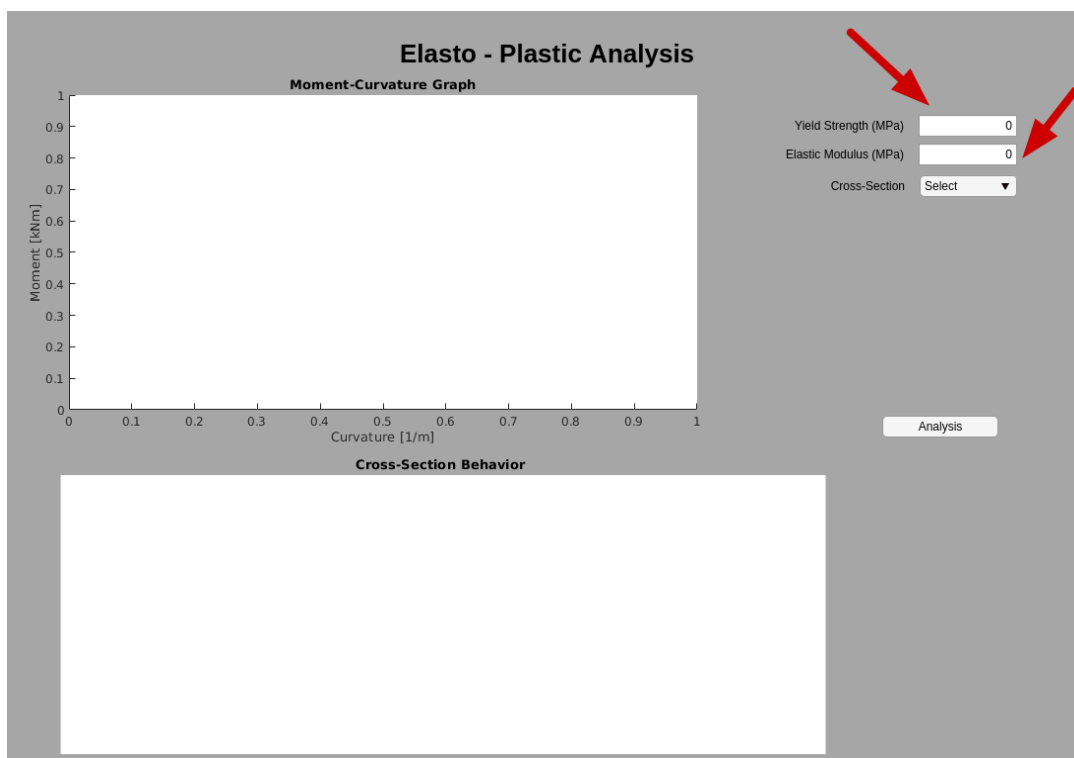 Elasto - Plastic Analysis
Moment-Curvature Graph
1
0.9
0.8
0.7
0.6
0.5
0.4
0.3
0.2
0.1
0
Moment [kNm]
0 0.1 0.2 0.3 0.4 0.5 0.6 0.7 0.8 0.9 1
Curvature [1/m]
Yield Strength (MPa) 0
Elastic Modulus (MPa) 0
Cross-Section Select
Analysis
Cross-Section Behavior